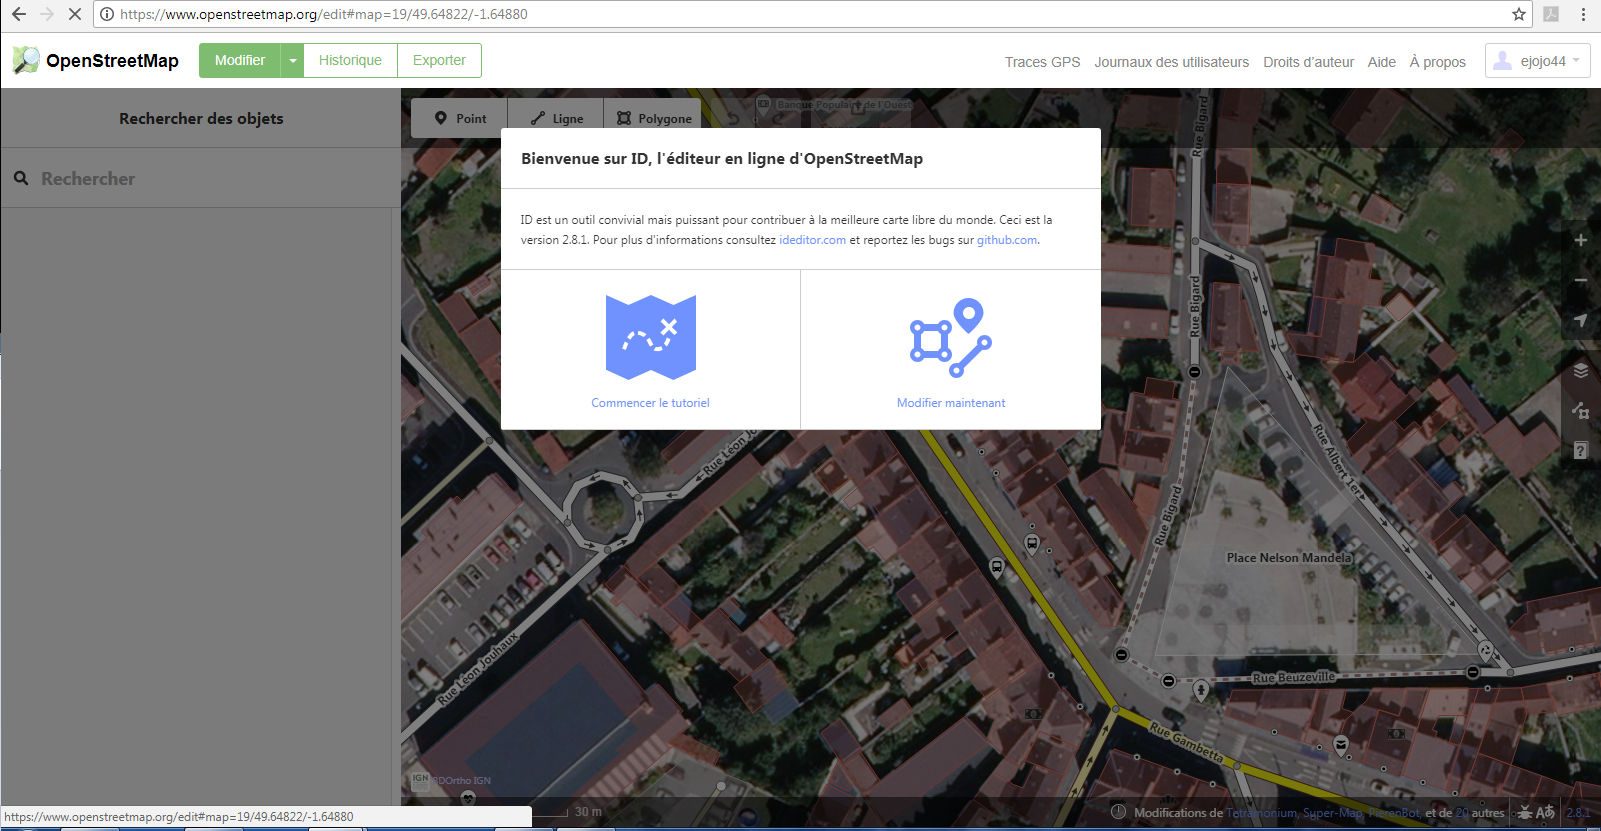 https://www.openstreetmap.org/edit#map=19/49.64822/-1.64880
OpenStreetMap
Modifier
Historique
Exporter
Traces GPS
Journaux des utilisateurs
Droits d'auteur
Aide
À propos
ejojo44
Rechercher des objets
Point
Ligne
Polygone
Banque Populaire de l'Ouest
Rechercher
Bienvenue sur ID, l'éditeur en ligne d'OpenStreetMap
ID est un outil convivial mais puissant pour contribuer à la meilleure carte libre du monde. Ceci est la
version 2.8.1. Pour plus d'informations consultez ideditor.com et reportez les bugs sur github.com.
Commencer le tutoriel
Modifier maintenant
Rue Bigard
Rue Bigard
Rue Bigard
Rue Albert 1er
Rue Léon Jo
Place Nelson Mandela
Rue Léon Jouhaux
Rue Beuzeville
Rue Gambetta
IGN
BDOrtho IGN
30 m
Modifications de Tetramonium, Super-Map, PierenBot, et de 20 autres
2.8.1
https://www.openstreetmap.org/edit#map=19/49.64822/-1.64880